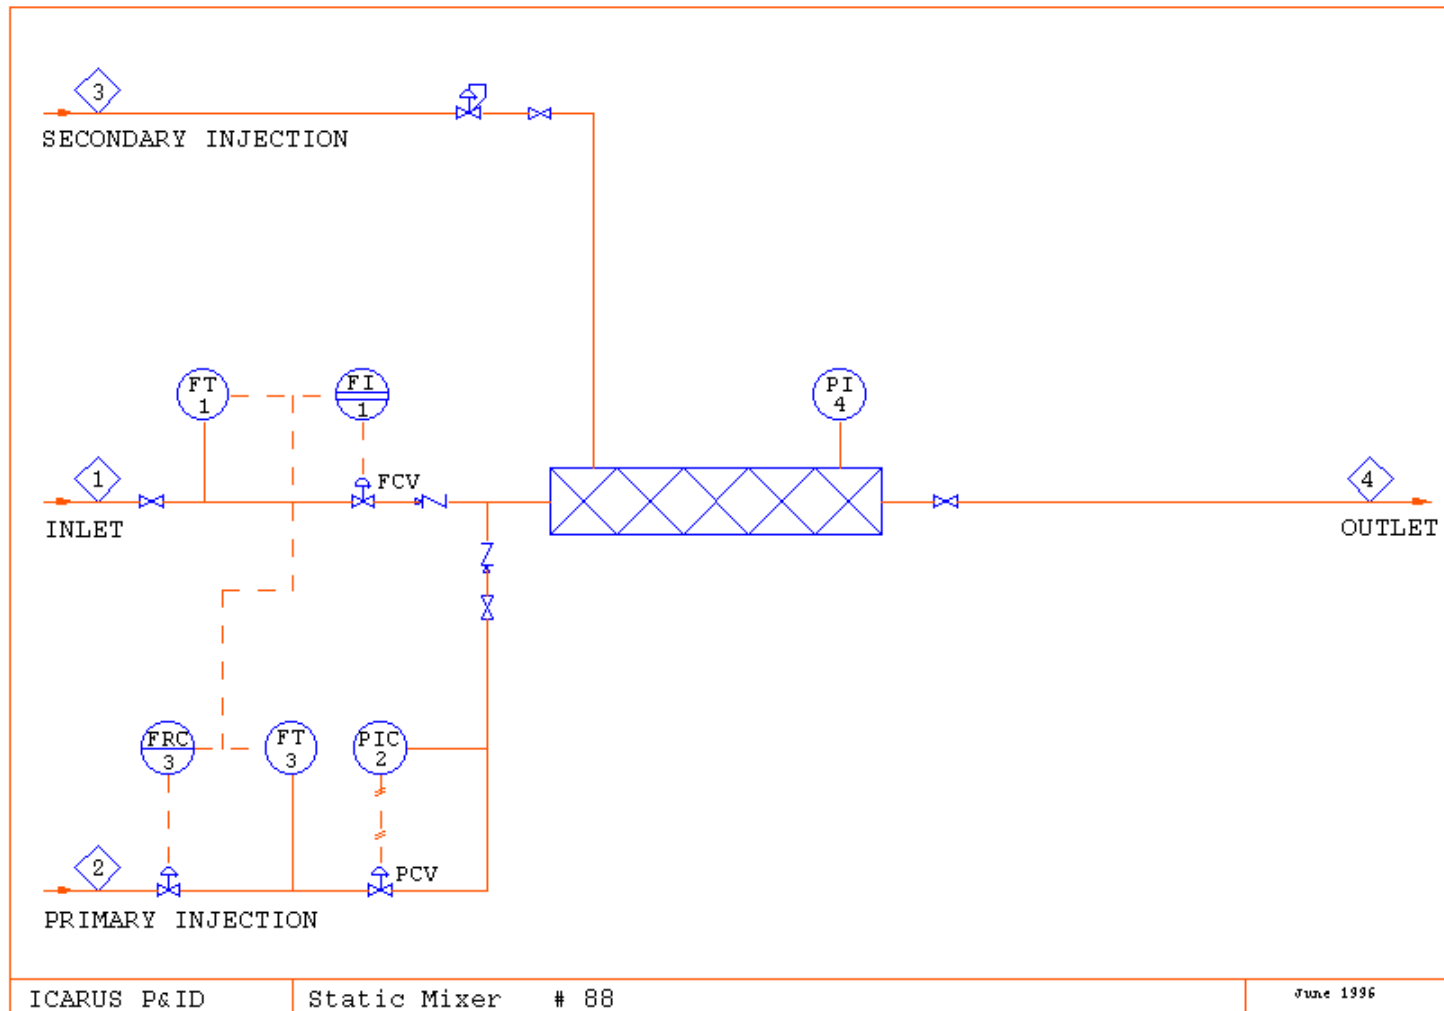 3
SECONDARY INJECTION
FT
1
FI
1
PI
4
1
FCV
4
INLET
OUTLET
FRC
3
FT
3
PIC
2
2
PCV
PRIMARY INJECTION
ICARUS P&ID
Static Mixer # 88
June 1996